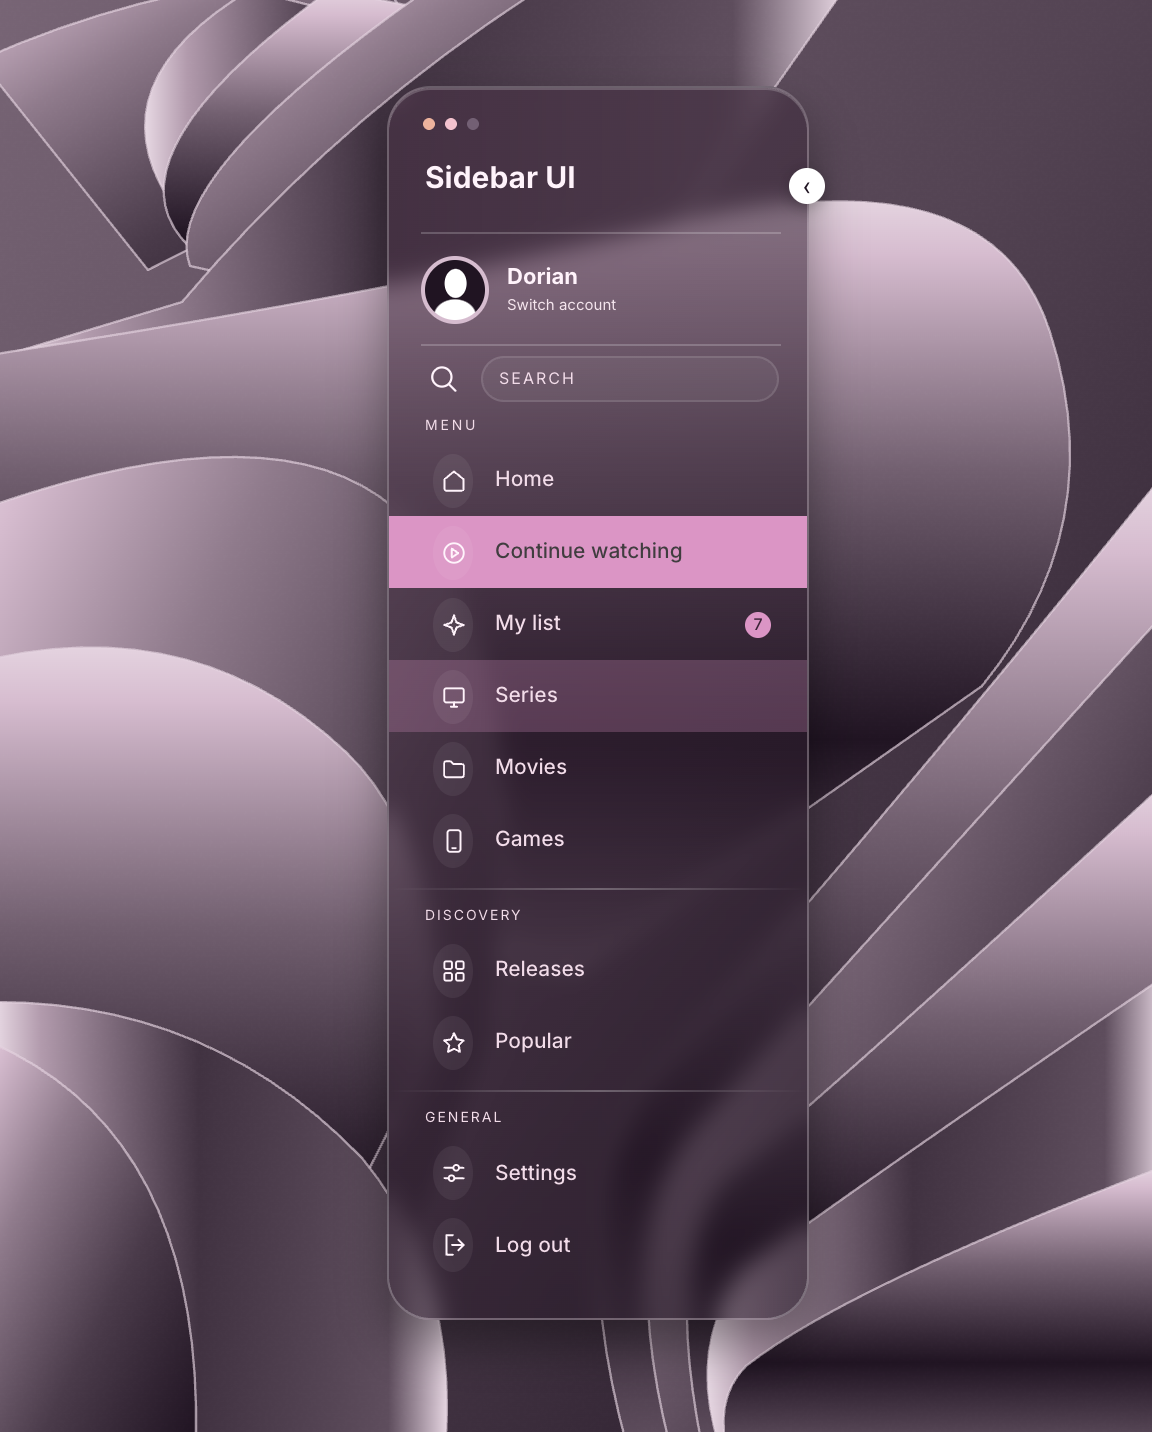 Sidebar UI
Dorian
Switch account
SEARCH
MENU
Home
Continue watching
My list 7
Series
Movies
Games
DISCOVERY
Releases
Popular
GENERAL
Settings
Log out